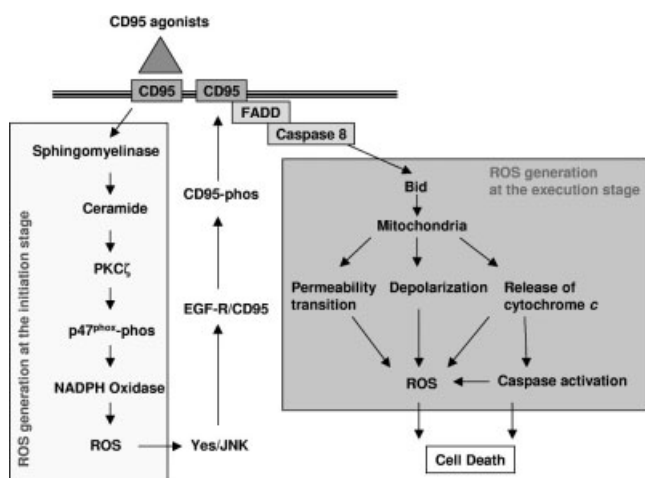 CD95 agonists
CD95
CD95
FADD
Caspase 8
ROS generation at the initiation stage
Sphingomyelinase
Ceramide
PKCζ
p47phox-phos
NADPH Oxidase
ROS
Yes/JNK
EGF-R/CD95
CD95-phos
ROS generation
at the execution stage
Bid
Mitochondria
Permeability
transition
Depolarization
Release of
cytochrome c
ROS
Caspase activation
Cell Death